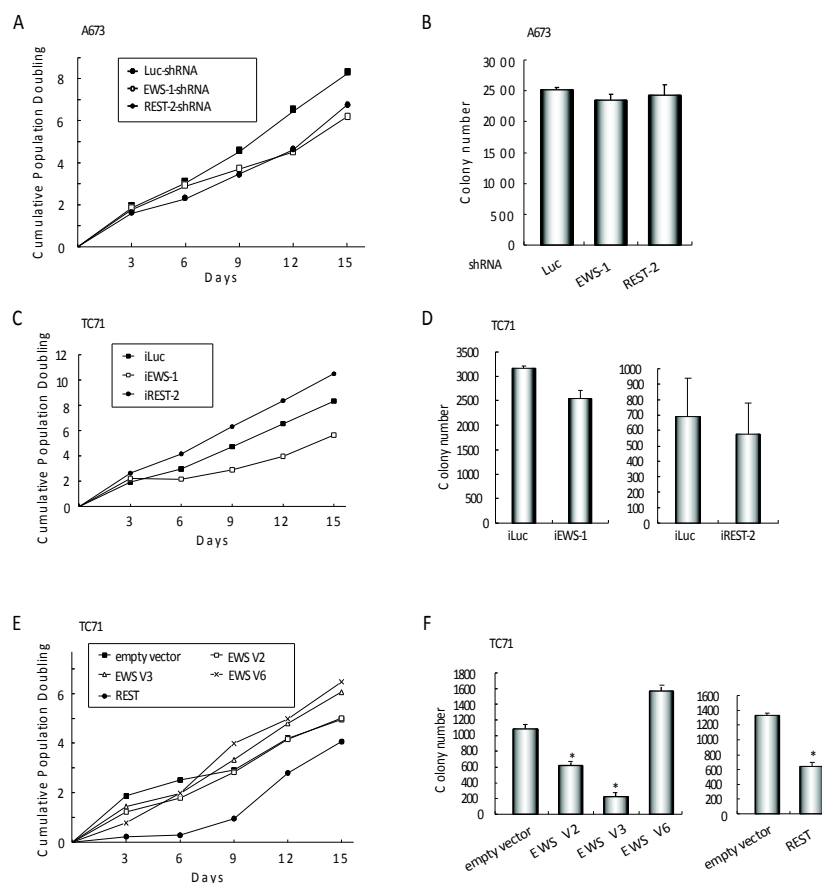 A
A673
Cumulative Population Doubling
8
6
4
2
0
Luc-shRNA
EWS-1-shRNA
REST-2-shRNA
3 6 9 12 15
Days
B
A673
Colony number
30 00
25 00
20 00
15 00
10 00
5 00
0
shRNA
Luc EWS-1 REST-2
C
TC71
Cumulative Population Doubling
12
10
8
6
4
2
0
iLuc
iEWS-1
iREST-2
3 6 9 12 15
Days
D
TC71
Colony number
3500
3000
2500
2000
1500
1000
500
0
iLuc iEWS-1
1000
900
800
700
600
500
400
300
200
100
0
iLuc iREST-2
E
TC71
Cumulative Population Doubling
6
4
2
0
empty vector EWS V2
EWS V3 EWS V6
REST
3 6 9 12 15
Days
F
TC71
Colony number
1800
1600
1400
1200
1000
800
600
400
200
0
* *
empty vector EWS V2 EWS V3 EWS V6
1600
1400
1200
1000
800
600
400
200
*
empty vector REST